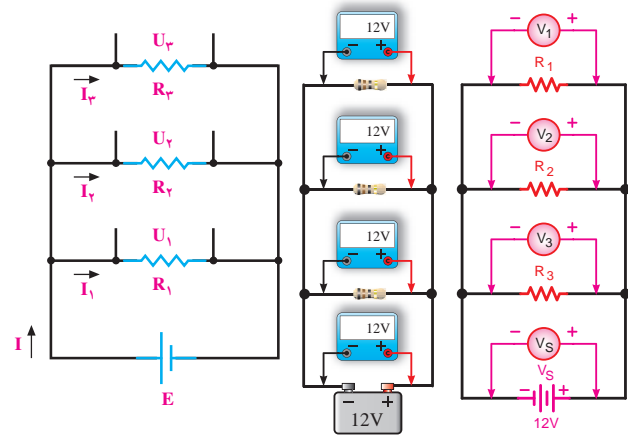 U۳
I۳
R۳
U۲
I۲
R۲
U۱
I۱
R۱
I
E
12V
− +
12V
− +
12V
− +
12V
− +
− +
12V
− V1 +
R1
− V2 +
R2
− V3 +
R3
− VS +
VS
− +
12V